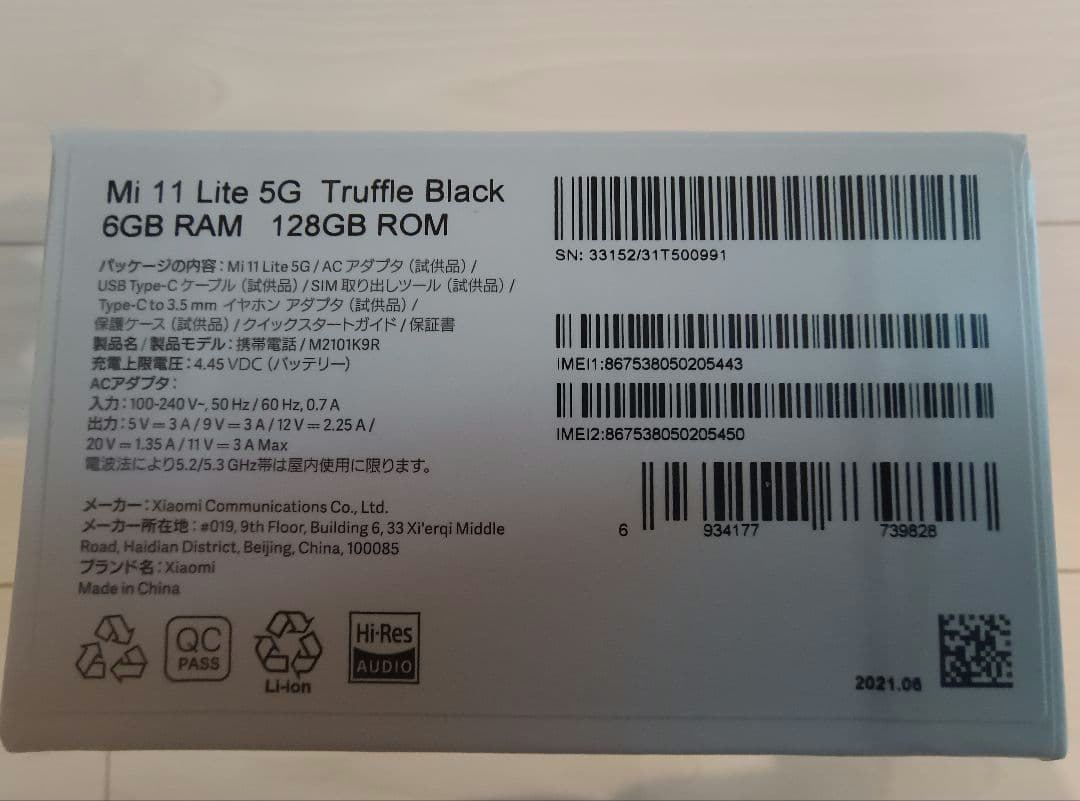 Mi 11 Lite 5G Truffle Black
6GB RAM 128GB ROM
パッケージの内容：Mi 11 Lite 5G / AC アダプタ（試供品）/
USB Type-C ケーブル（試供品）/ SIM 取り出しツール（試供品）/
Type-C to 3.5 mm イヤホン アダプタ（試供品）/
保護ケース（試供品）/ クイックスタートガイド / 保証書
製品名 / 製品モデル：携帯電話 / M2101K9R
充電上限電圧：4.45 VDC（バッテリー）
ACアダプタ：
入力：100-240 V~, 50 Hz / 60 Hz, 0.7 A
出力：5 V⎓3 A / 9 V⎓3 A / 12 V⎓2.25 A /
20 V⎓1.35 A / 11 V⎓3 A Max
電波法により5.2/5.3 GHz帯は屋内使用に限ります。
メーカー：Xiaomi Communications Co., Ltd.
メーカー所在地：#019, 9th Floor, Building 6, 33 Xi'erqi Middle
Road, Haidian District, Beijing, China, 100085
ブランド名：Xiaomi
Made in China
QC
PASS
Li-ion
Hi-Res
AUDIO
SN: 33152/31T500991
IMEI1:867538050205443
IMEI2:867538050205450
6 934177 739828
2021.06